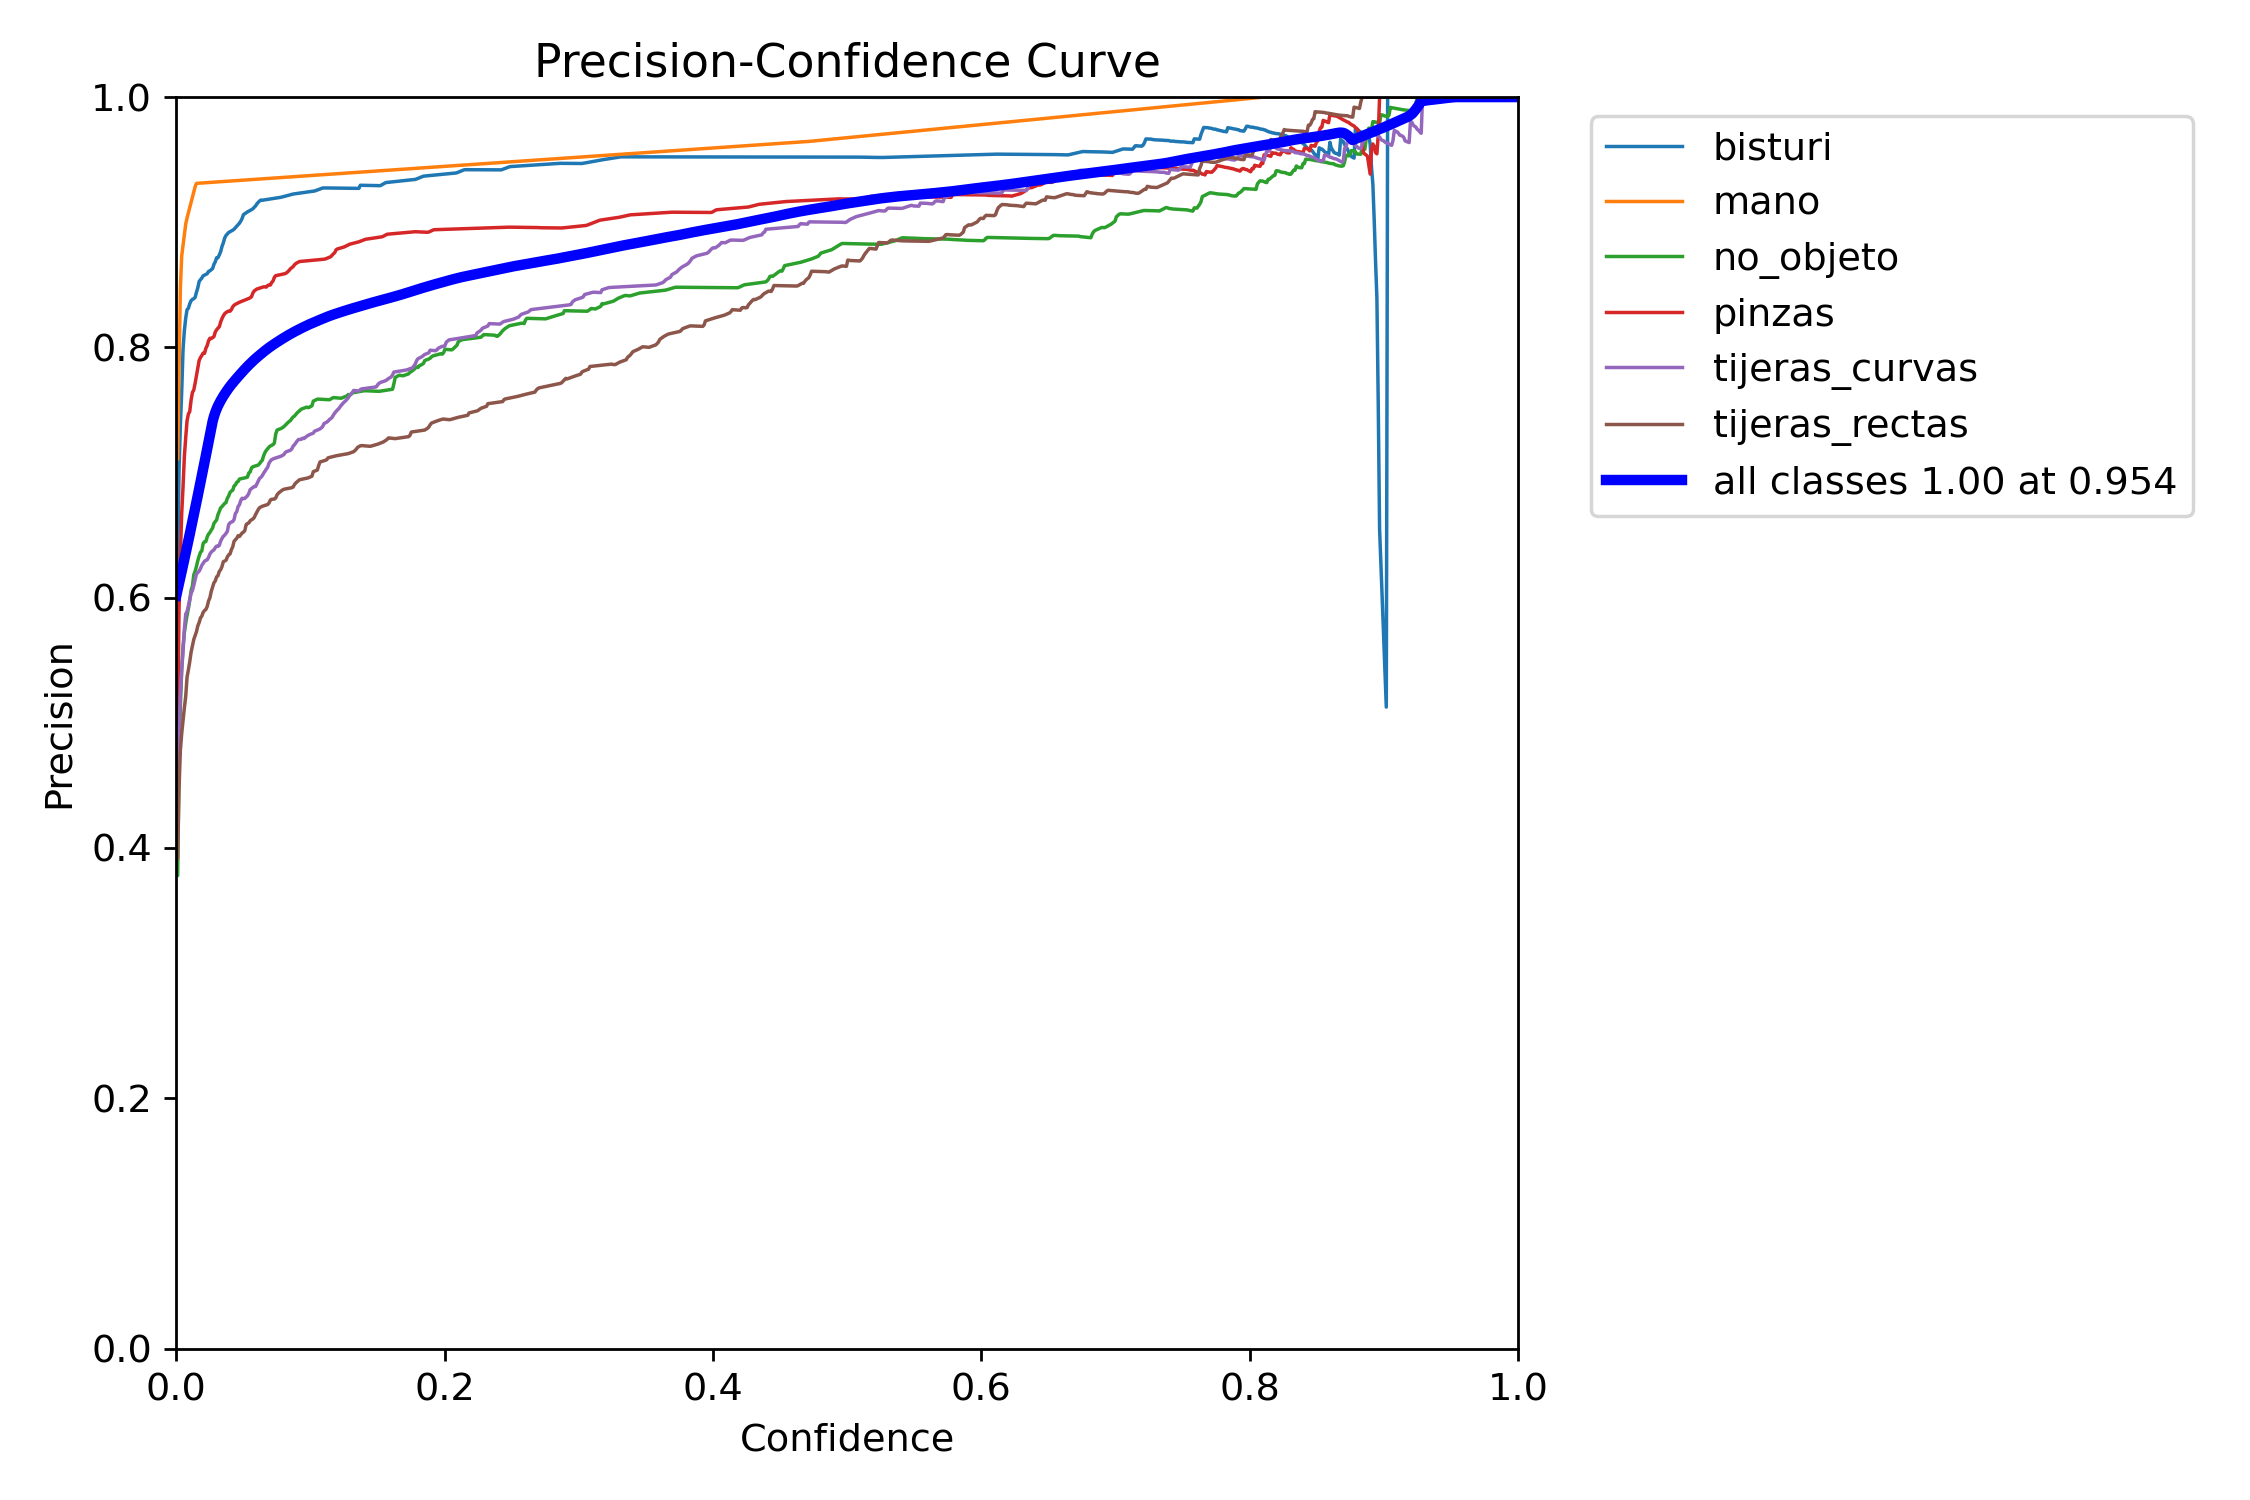 Precision-Confidence Curve
1.0
0.8
0.6
0.4
0.2
0.0
Precision
0.0 0.2 0.4 0.6 0.8 1.0
Confidence
bisturi
mano
no_objeto
pinzas
tijeras_curvas
tijeras_rectas
all classes 1.00 at 0.954